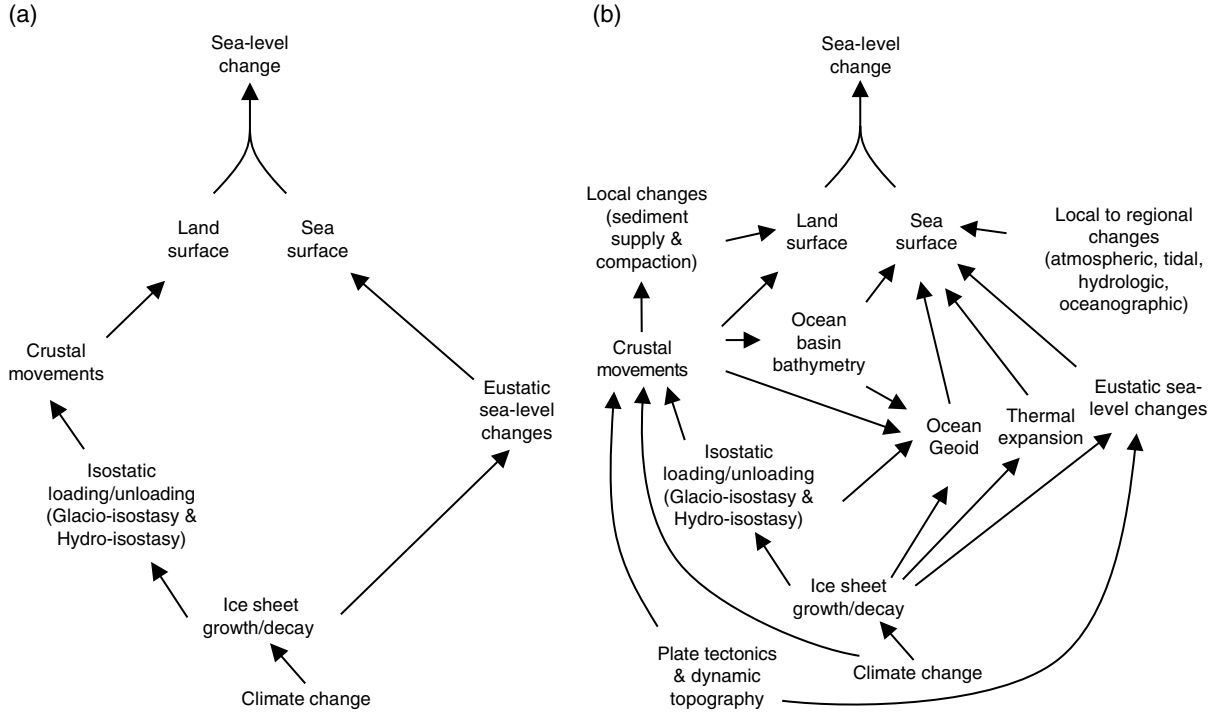 (a)
Sea-level
change
Land
surface
Sea
surface
Crustal
movements
Eustatic
sea-level
changes
Isostatic
loading/unloading
(Glacio-isostasy &
Hydro-isostasy)
Ice sheet
growth/decay
Climate change
(b)
Sea-level
change
Local changes
(sediment
supply &
compaction)
Land
surface
Sea
surface
Local to regional
changes
(atmospheric, tidal,
hydrologic,
oceanographic)
Ocean
basin
bathymetry
Crustal
movements
Eustatic sea-
level changes
Ocean
Geoid
Thermal
expansion
Isostatic
loading/unloading
(Glacio-isostasy &
Hydro-isostasy)
Ice sheet
growth/decay
Plate tectonics
& dynamic
topography
Climate change